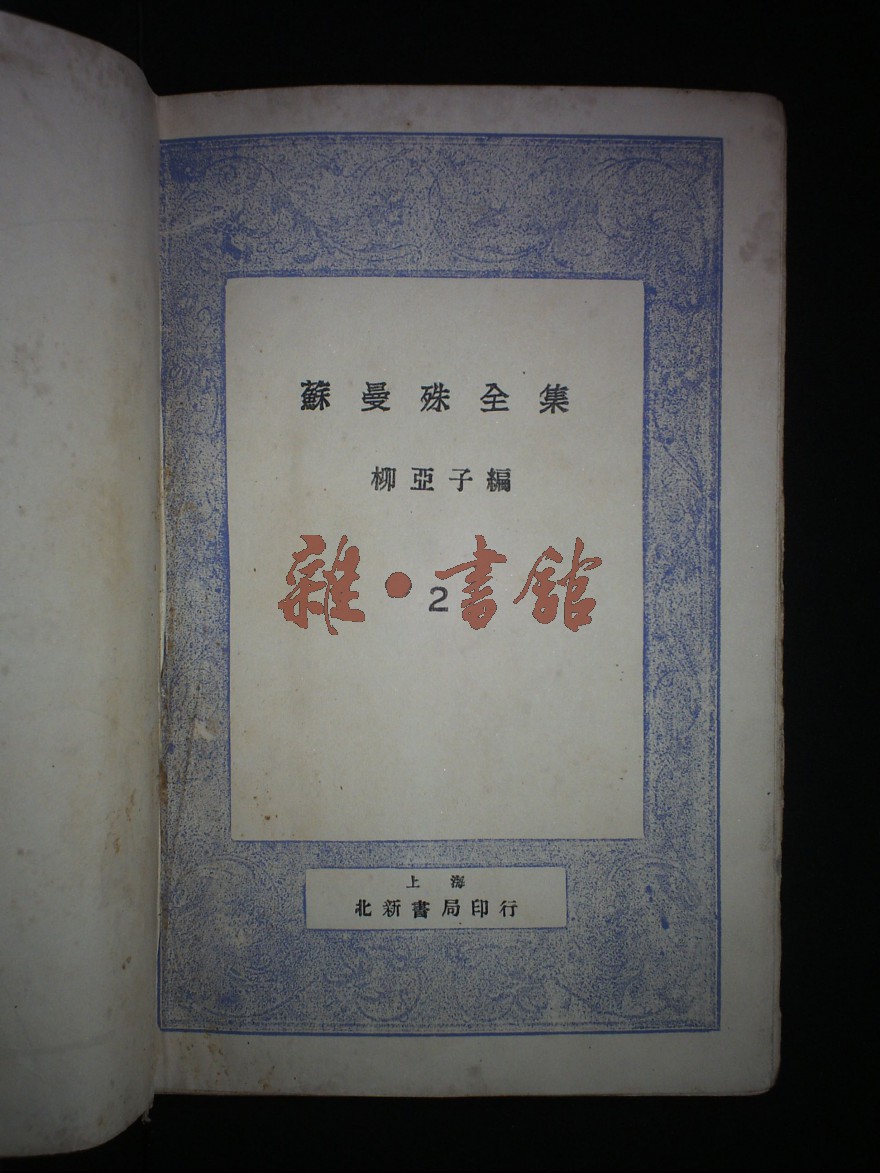 蘇曼殊全集
柳亞子編
2
雜·書館
上海
北新書局印行